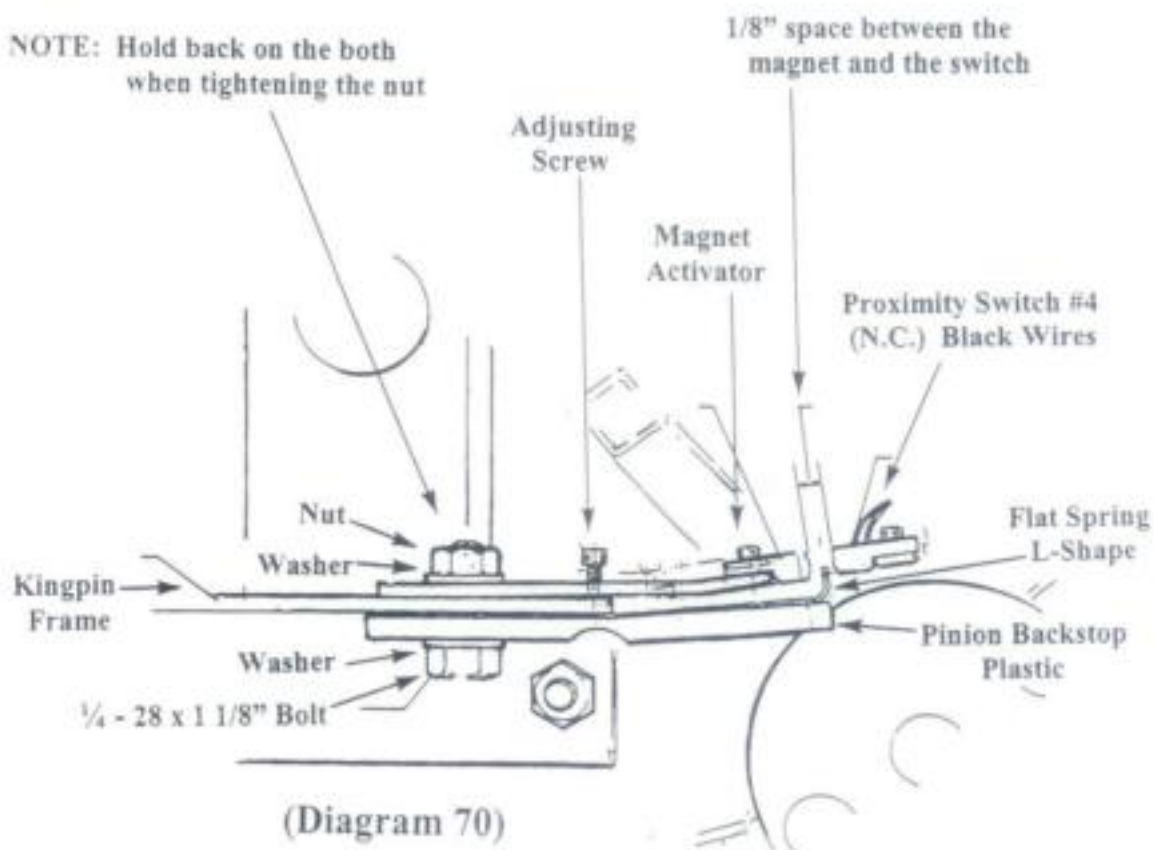 NOTE: Hold back on the both
when tightening the nut
1/8” space between the
magnet and the switch
Adjusting
Screw
Magnet
Activator
Proximity Switch #4
(N.C.) Black Wires
Nut
Washer
Flat Spring
L-Shape
Kingpin
Frame
Washer
Pinion Backstop
Plastic
¼ - 28 x 1 1/8” Bolt
(Diagram 70)